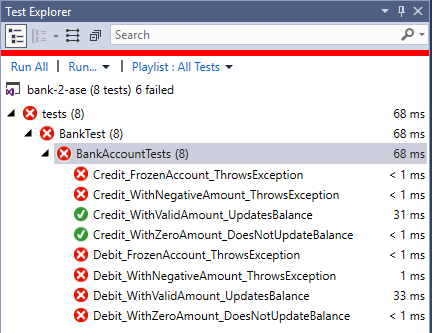 Test Explorer
Search
Run All | Run... Playlist : All Tests
bank-2-ase (8 tests) 6 failed
tests (8) 68 ms
BankTest (8) 68 ms
BankAccountTests (8) 68 ms
Credit_FrozenAccount_ThrowsException < 1 ms
Credit_WithNegativeAmount_ThrowsException < 1 ms
Credit_WithValidAmount_UpdatesBalance 31 ms
Credit_WithZeroAmount_DoesNotUpdateBalance < 1 ms
Debit_FrozenAccount_ThrowsException < 1 ms
Debit_WithNegativeAmount_ThrowsException 1 ms
Debit_WithValidAmount_UpdatesBalance 33 ms
Debit_WithZeroAmount_DoesNotUpdateBalance < 1 ms